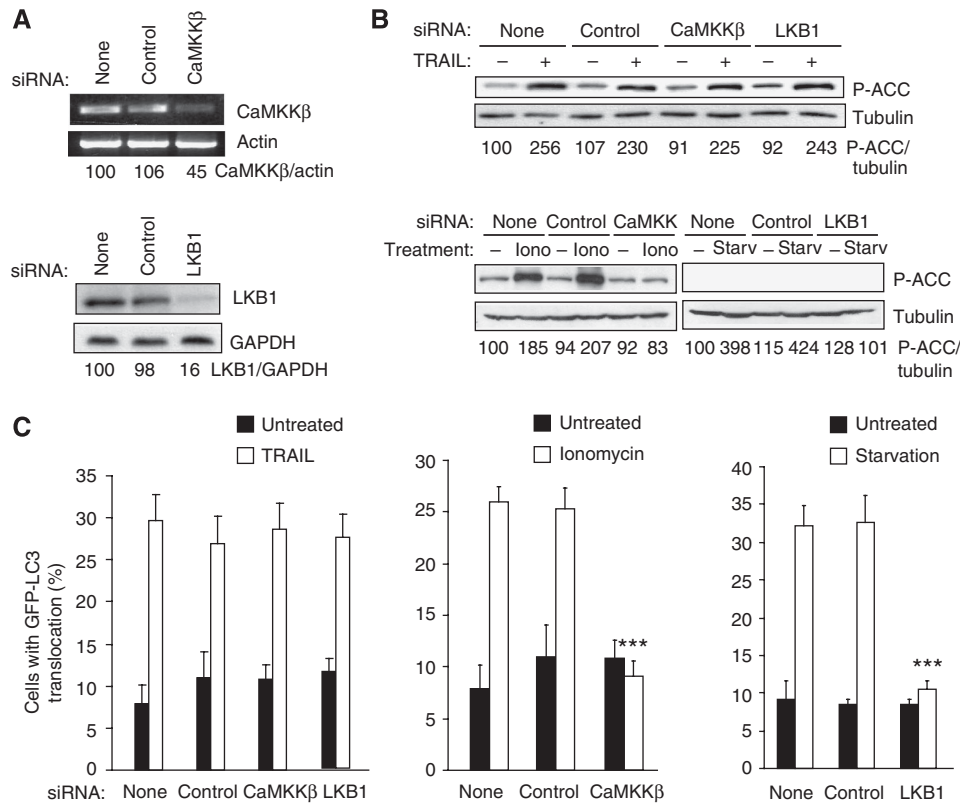 A
siRNA: None Control CaMKKβ
CaMKKβ
Actin
100 106 45 CaMKKβ/actin
siRNA: None Control LKB1
LKB1
GAPDH
100 98 16 LKB1/GAPDH
B
siRNA: None Control CaMKKβ LKB1
TRAIL: – + – + – + – +
P-ACC
Tubulin
100 256 107 230 91 225 92 243 P-ACC/
tubulin
siRNA: None Control CaMKK None Control LKB1
Treatment: – Iono – Iono – Iono – Starv – Starv – Starv
P-ACC
Tubulin
100 185 94 207 92 83 100 398 115 424 128 101 P-ACC/
tubulin
C
Untreated
TRAIL
Cells with GFP-LC3
translocation (%)
35
30
25
20
15
10
5
0
siRNA: None Control CaMKKβ LKB1
Untreated
Ionomycin
30
25
20
15
10
5
0
***
None Control CaMKKβ
Untreated
Starvation
40
35
30
25
20
15
10
5
0
***
None Control LKB1